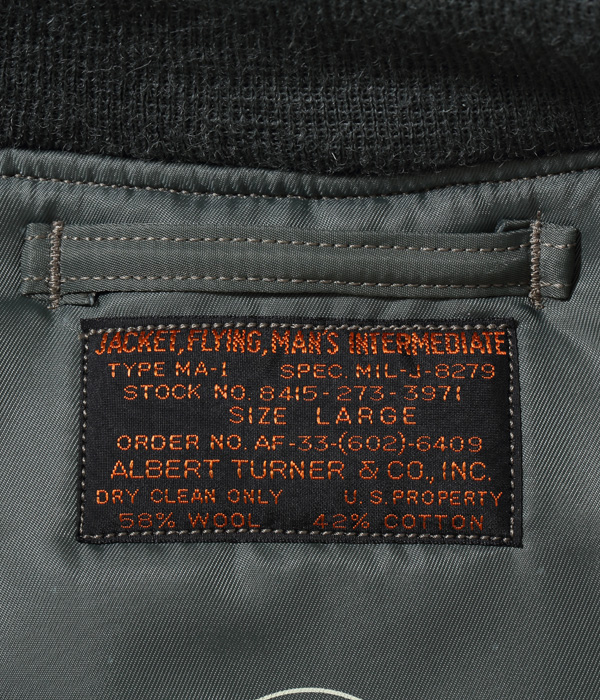 JACKET, FLYING, MAN'S INTERMEDIATE
TYPE MA-1 SPEC. MIL-J-8279
STOCK NO. 8415-273-3971
SIZE LARGE
ORDER NO. AF-33-(602)-6409
ALBERT TURNER & CO., INC.
DRY CLEAN ONLY U.S. PROPERTY
58% WOOL 42% COTTON